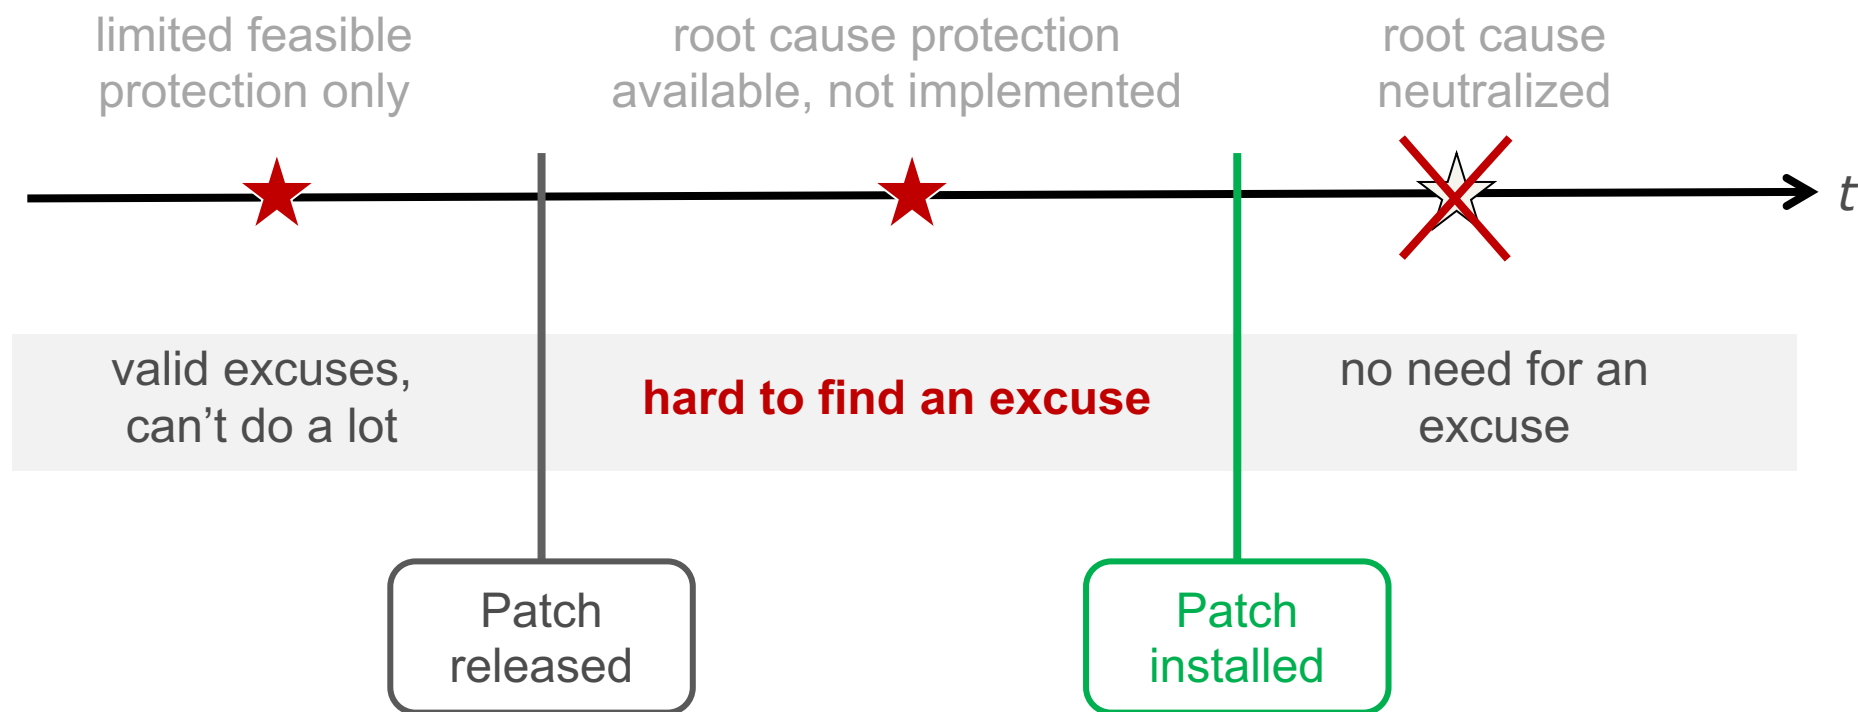 limited feasible
protection only
root cause protection
available, not implemented
root cause
neutralized
t
valid excuses,
can’t do a lot
hard to find an excuse
no need for an
excuse
Patch
released
Patch
installed